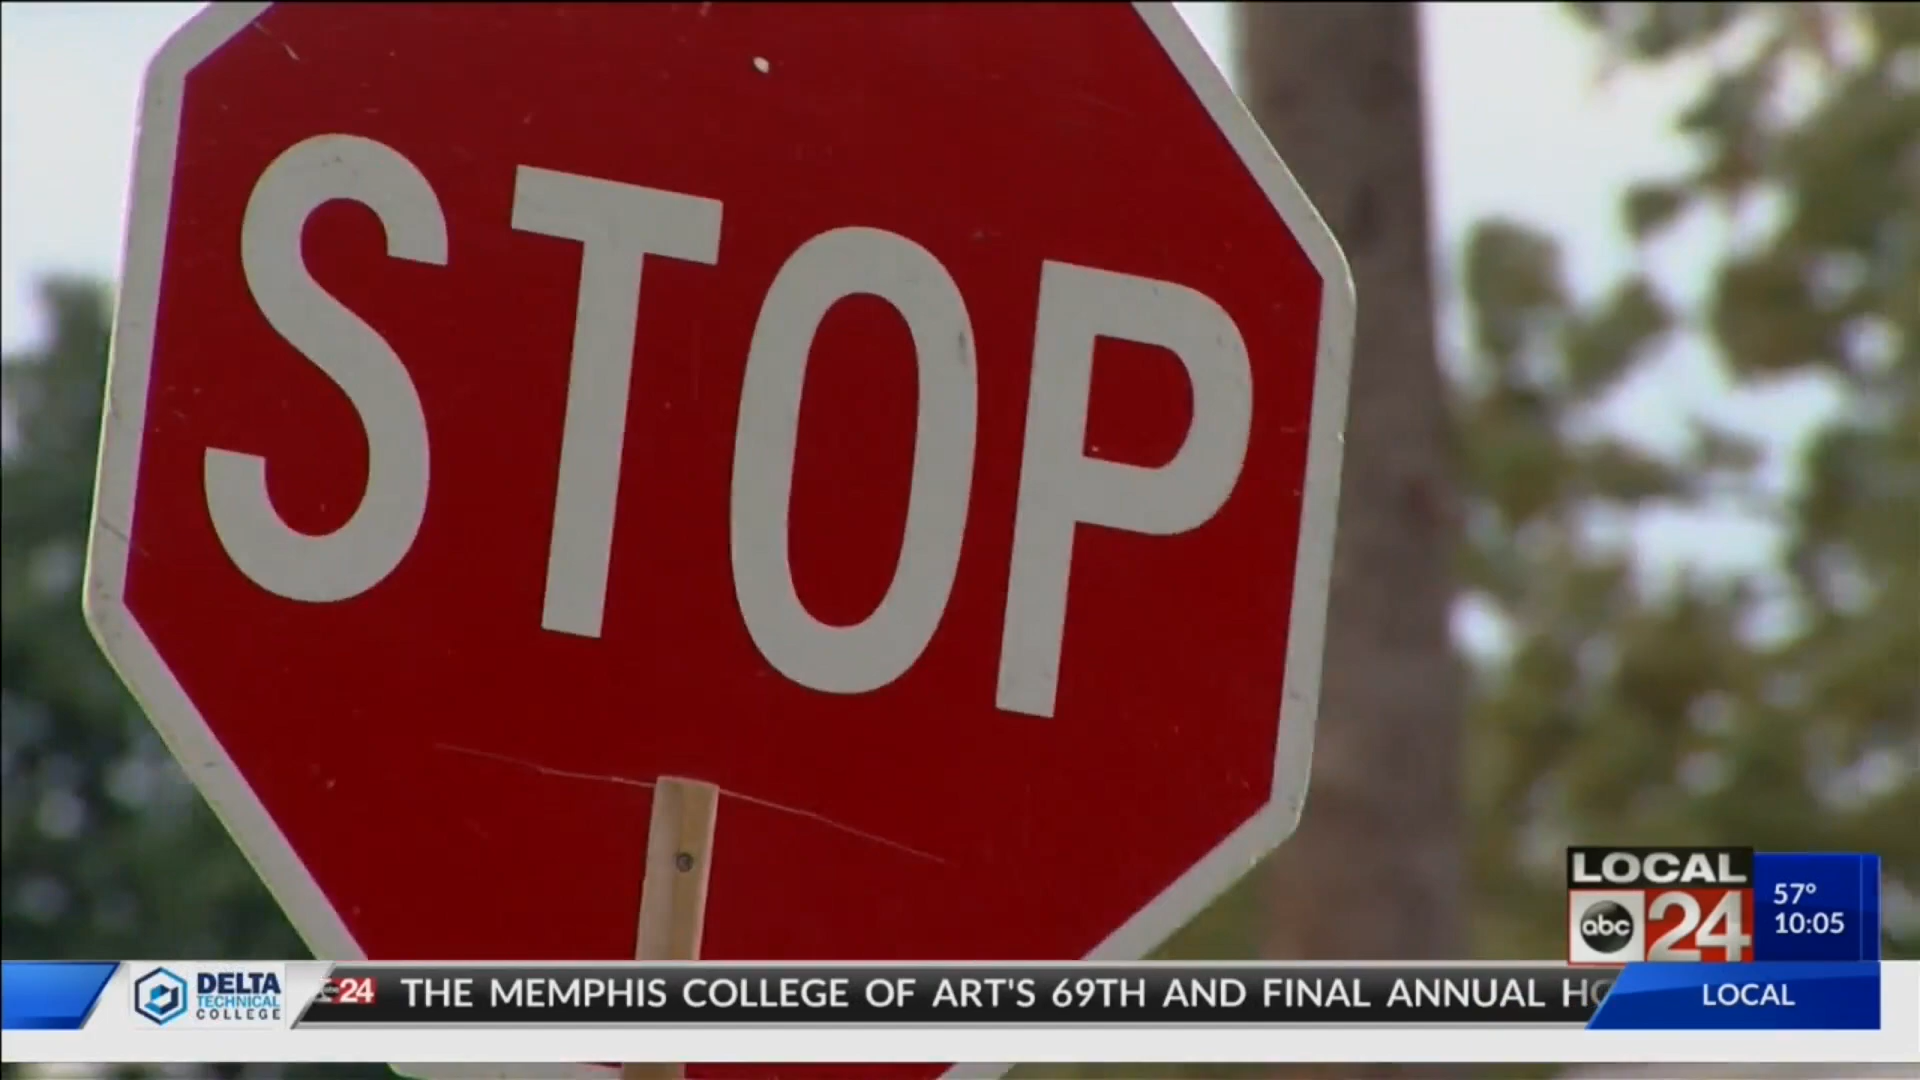 STOP
LOCAL
abc 24
57°
10:05
DELTA
TECHNICAL
COLLEGE
24 THE MEMPHIS COLLEGE OF ART'S 69TH AND FINAL ANNUAL
LOCAL